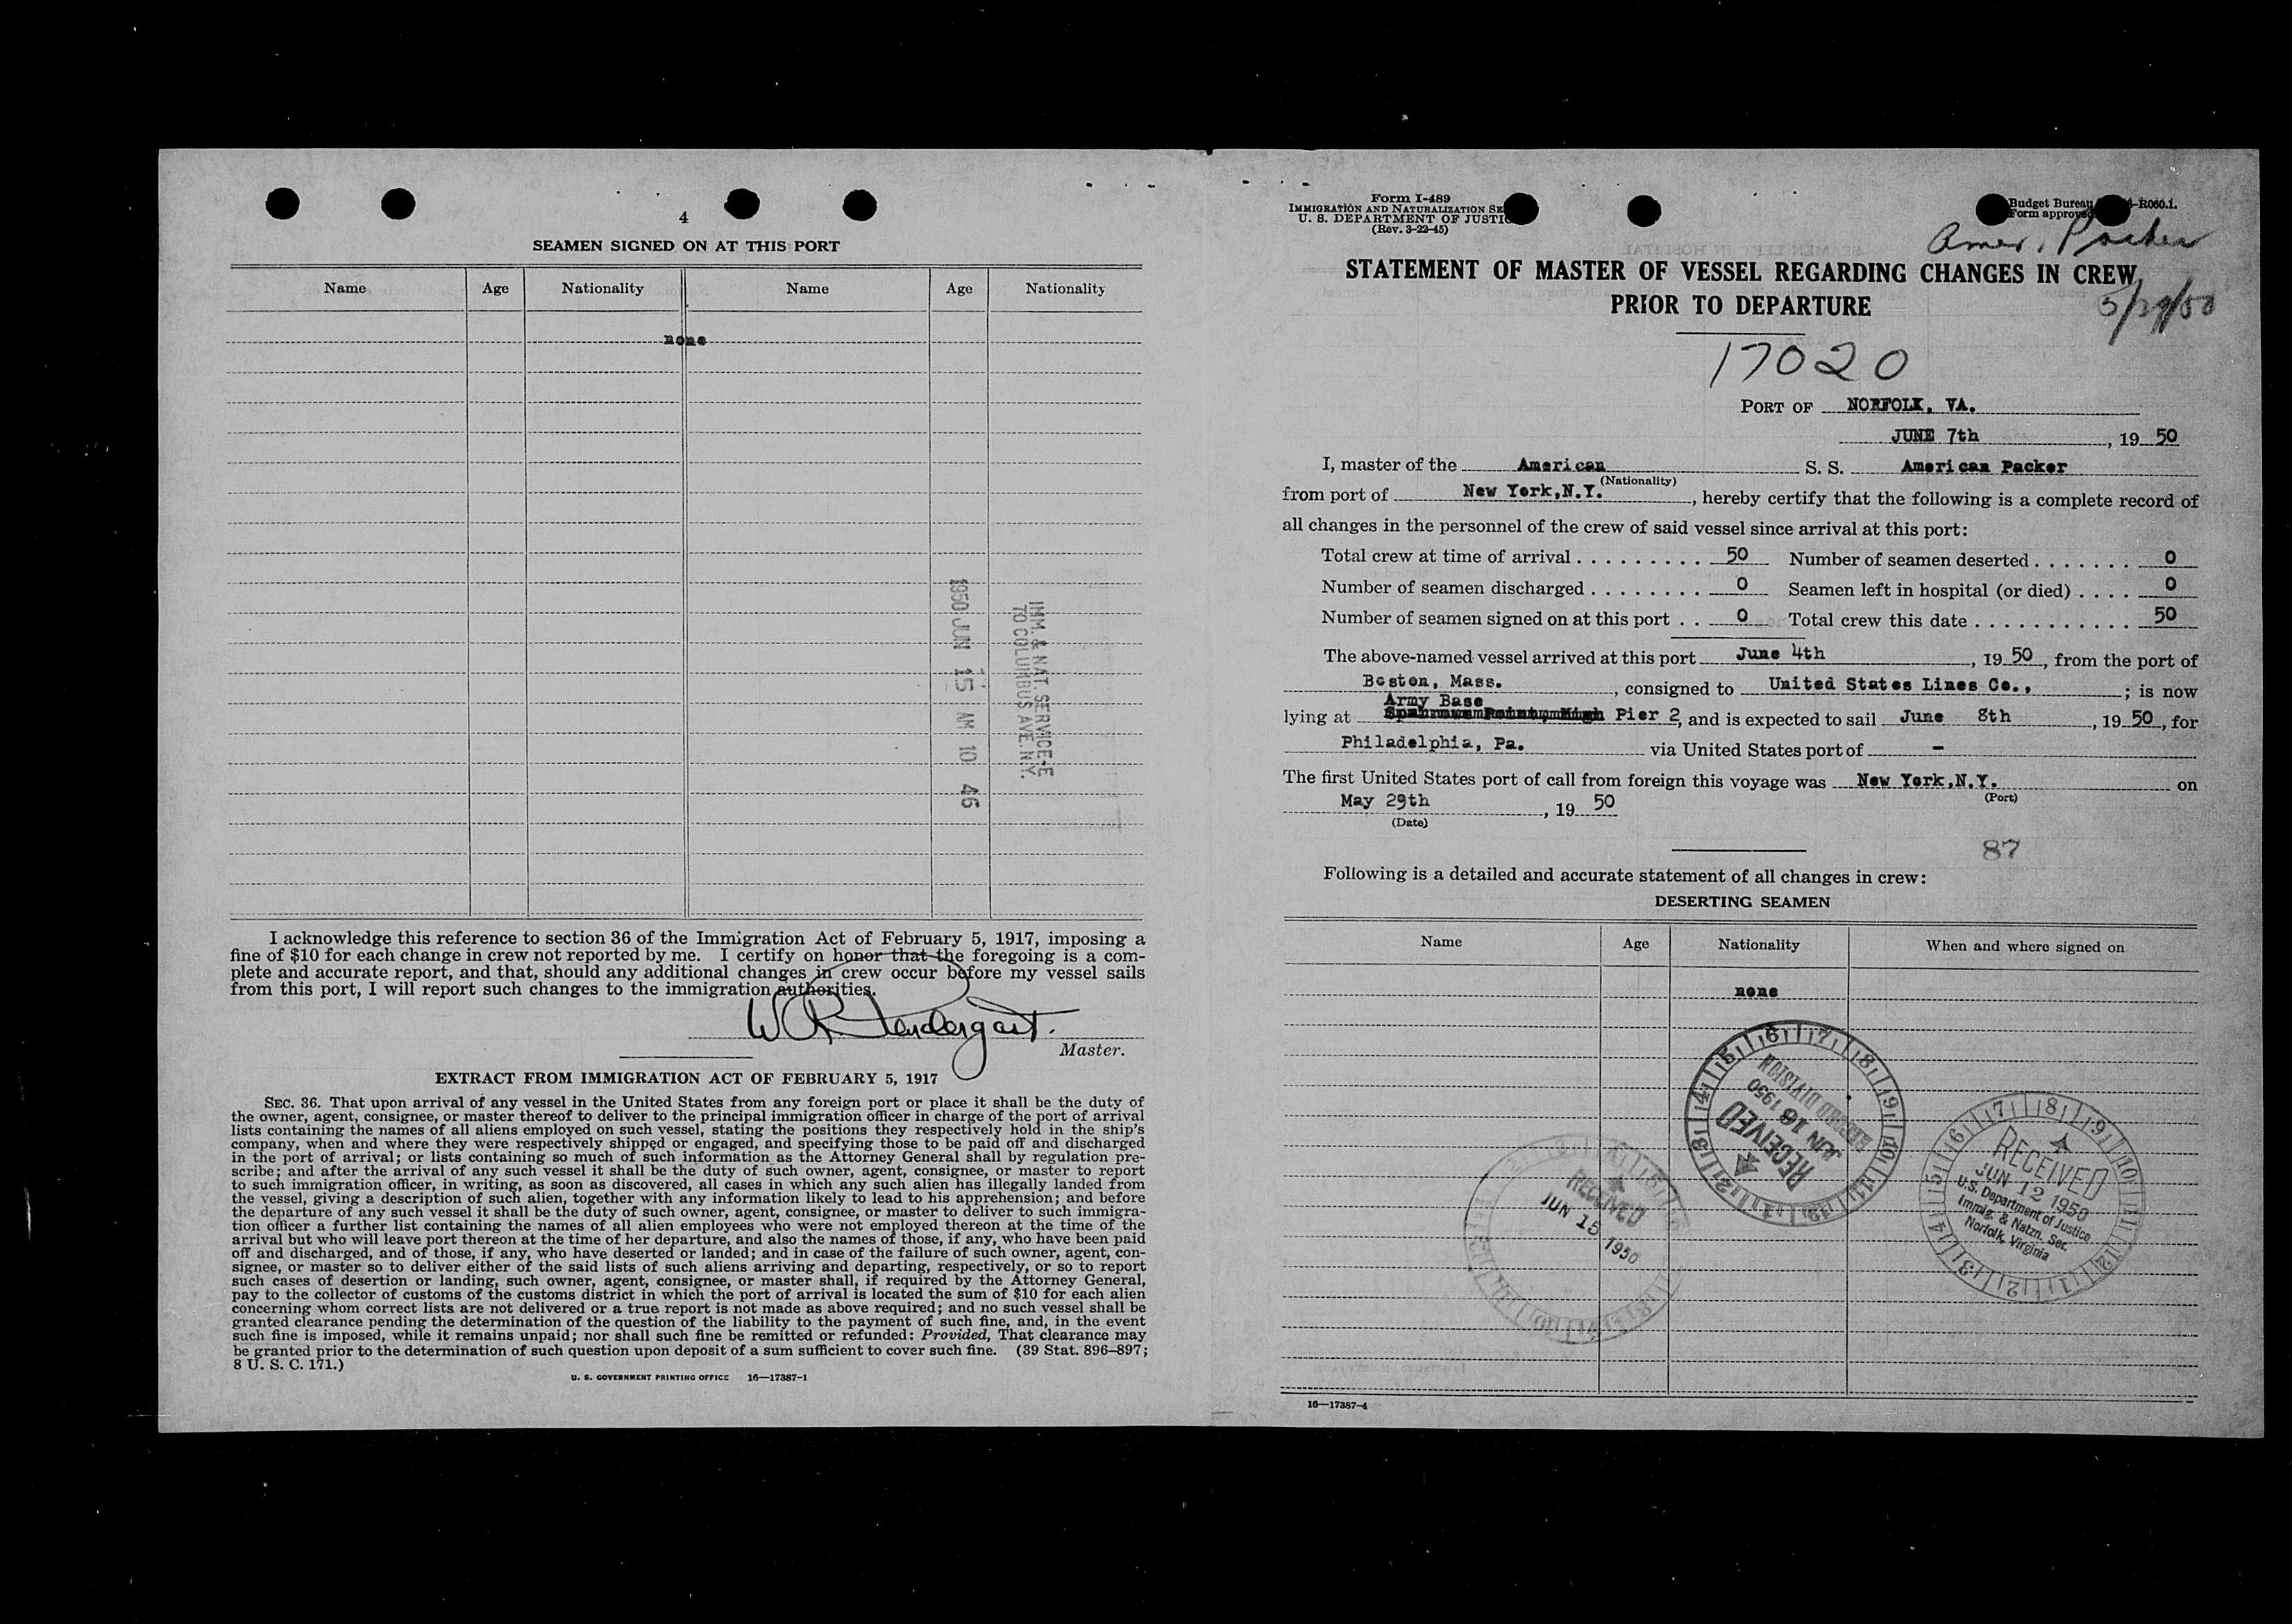 4
SEAMEN SIGNED ON AT THIS PORT
Name Age Nationality Name Age Nationality
none
1950 JUN 15 AM 10 46
IMM. & NAT. SERVICE-E
70 COLUMBUS AVE. N.Y.
I acknowledge this reference to section 36 of the Immigration Act of February 5, 1917, imposing a
fine of $10 for each change in crew not reported by me. I certify on honor that the foregoing is a com-
plete and accurate report, and that, should any additional changes in crew occur before my vessel sails
from this port, I will report such changes to the immigration authorities.
Master.
EXTRACT FROM IMMIGRATION ACT OF FEBRUARY 5, 1917
SEC. 36. That upon arrival of any vessel in the United States from any foreign port or place it shall be the duty of
the owner, agent, consignee, or master thereof to deliver to the principal immigration officer in charge of the port of arrival
lists containing the names of all aliens employed on such vessel, stating the positions they respectively hold in the ship's
company, when and where they were respectively shipped or engaged, and specifying those to be paid off and discharged
in the port of arrival; or lists containing so much of such information as the Attorney General shall by regulation pre-
scribe; and after the arrival of any such vessel it shall be the duty of such owner, agent, consignee, or master to report
to such immigration officer, in writing, as soon as discovered, all cases in which any such alien has illegally landed from
the vessel, giving a description of such alien, together with any information likely to lead to his apprehension; and before
the departure of any such vessel it shall be the duty of such owner, agent, consignee, or master to deliver to such immigra-
tion officer a further list containing the names of all alien employees who were not employed thereon at the time of the
arrival but who will leave port thereon at the time of her departure, and also the names of those, if any, who have been paid
off and discharged, and of those, if any, who have deserted or landed; and in case of the failure of such owner, agent, con-
signee, or master so to deliver either of the said lists of such aliens arriving and departing, respectively, or so to report
such cases of desertion or landing, such owner, agent, consignee, or master shall, if required by the Attorney General,
pay to the collector of customs of the customs district in which the port of arrival is located the sum of $10 for each alien
concerning whom correct lists are not delivered or a true report is not made as above required; and no such vessel shall be
granted clearance pending the determination of the question of the liability to the payment of such fine, and, in the event
such fine is imposed, while it remains unpaid; nor shall such fine be remitted or refunded: Provided, That clearance may
be granted prior to the determination of such question upon deposit of a sum sufficient to cover such fine. (39 Stat. 896–897;
8 U. S. C. 171.)
U. S. GOVERNMENT PRINTING OFFICE 16—17387-1
Form I-489
IMMIGRATION AND NATURALIZATION SE
U. S. DEPARTMENT OF JUSTIC
(Rev. 3-22-45)
Budget Bureau -R060.1.
Form approved
Amer. Packer
STATEMENT OF MASTER OF VESSEL REGARDING CHANGES IN CREW
PRIOR TO DEPARTURE
5/29/50
17020
PORT OF NORFOLK, VA.
JUNE 7th, 19 50
I, master of the American S. S. American Packer
(Nationality)
from port of New York, N.Y., hereby certify that the following is a complete record of
all changes in the personnel of the crew of said vessel since arrival at this port:
Total crew at time of arrival . . . . . . . . . 50 Number of seamen deserted . . . . . . . 0
Number of seamen discharged . . . . . . . . 0 Seamen left in hospital (or died) . . . . 0
Number of seamen signed on at this port . . 0 Total crew this date . . . . . . . . . . . 50
The above-named vessel arrived at this port June 4th, 19 50, from the port of
Boston, Mass., consigned to United States Lines Co., ; is now
Army Base
lying at Pier 2, and is expected to sail June 8th, 19 50, for
Philadelphia, Pa. via United States port of -
The first United States port of call from foreign this voyage was New York, N.Y. on
(Port)
May 29th, 19 50
(Date)
87
Following is a detailed and accurate statement of all changes in crew:
DESERTING SEAMEN
Name Age Nationality When and where signed on
none
RECEIVED
JUN 16 1950
RECORD DIVISION
RECEIVED
JUN 15 1950
RECEIVED
JUN 12 1950
U.S. Department of Justice
Immig. & Natzn. Ser.
Norfolk, Virginia
16—17387-4